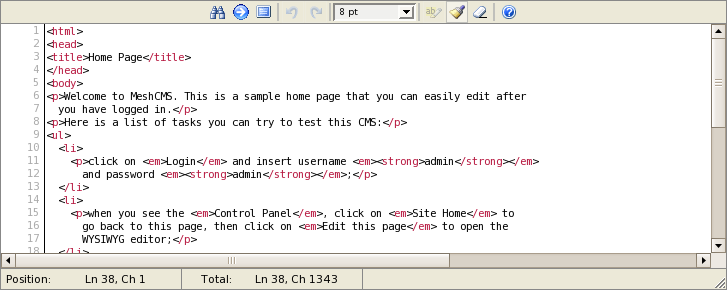 8 pt
1 <html>
2 <head>
3 <title>Home Page</title>
4 </head>
5 <body>
6 <p>Welcome to MeshCMS. This is a sample home page that you can easily edit after
7 you have logged in.</p>
8 <p>Here is a list of tasks you can try to test this CMS:</p>
9 <ul>
10 <li>
11 <p>click on <em>Login</em> and insert username <em><strong>admin</strong></em>
12 and password <em><strong>admin</strong></em>;</p>
13 </li>
14 <li>
15 <p>when you see the <em>Control Panel</em>, click on <em>Site Home</em> to
16 go back to this page, then click on <em>Edit this page</em> to open the
17 WYSIWYG editor;</p>
18 </li>
Position: Ln 38, Ch 1 Total: Ln 38, Ch 1343